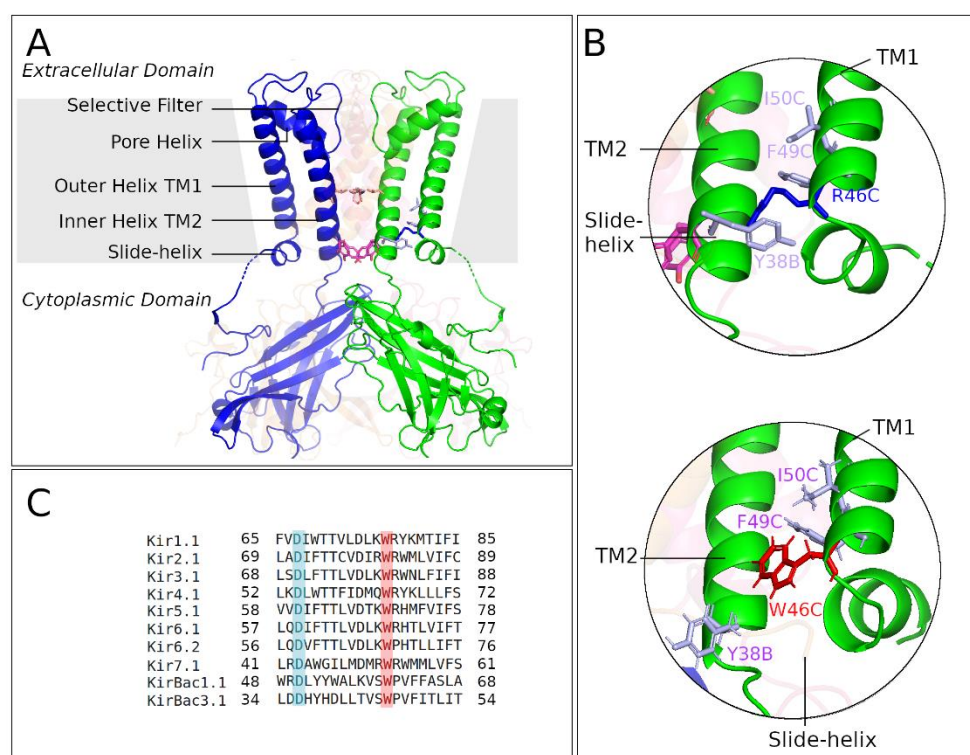 A
Extracellular Domain
Selective Filter
Pore Helix
Outer Helix TM1
Inner Helix TM2
Slide-helix
Cytoplasmic Domain
B
TM1
I50C
F49C
TM2
R46C
Slide-
helix
Y38B
TM1
I50C
F49C
TM2
W46C
Y38B
Slide-helix
C
Kir1.1 65 FVDIWTTVLDLKWRYKMTIFI 85
Kir2.1 69 LADIFTTCVDIRWRWMLVIFC 89
Kir3.1 68 LSDLFTTLVDLKWRWNLFIFI 88
Kir4.1 52 LKDLWTTFIDMQWRYKLLLFS 72
Kir5.1 58 VVDIFTTLVDTKWRHMFVIFS 78
Kir6.1 57 LQDIFTTLVDLKWRHTLVIFT 77
Kir6.2 56 LQDVFTTLVDLKWPHTLLIFT 76
Kir7.1 41 LRDAWGILMDMRWRWMMLVFS 61
KirBac1.1 48 WRDLYYWALKVSWPVFFASLA 68
KirBac3.1 34 LDDHYHDLLTVSWPVFITLIT 54